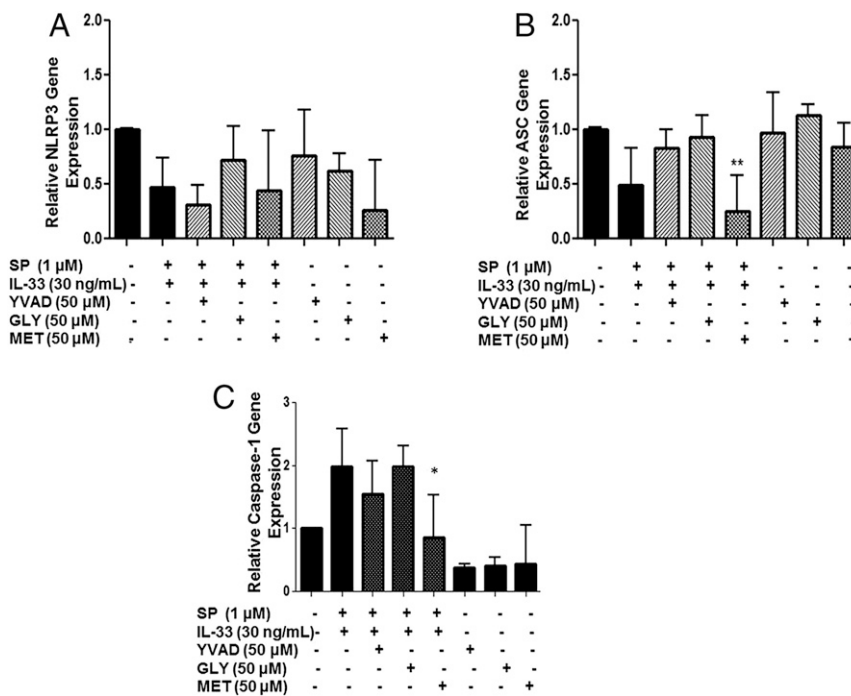 A
2.0
1.5
1.0
0.5
0.0
Relative NLRP3 Gene
Expression
SP (1 µM) - + + + + - - -
IL-33 (30 ng/mL) - + + + + - - -
YVAD (50 µM) - - + - - + - -
GLY (50 µM) - - - + - - + -
MET (50 µM) - - - - + - - +
B
2.0
1.5
1.0
0.5
0.0
Relative ASC Gene
Expression
**
SP (1 µM) - + + + + - - -
IL-33 (30 ng/mL) - + + + + - - -
YVAD (50 µM) - - + - - + - -
GLY (50 µM) - - - + - - + -
MET (50 µM) - - - - + - -
C
3
2
1
0
Relative Caspase-1 Gene
Expression
*
SP (1 µM) - + + + + - - -
IL-33 (30 ng/mL) - + + + + - - -
YVAD (50 µM) - - + - - + - -
GLY (50 µM) - - - + - - + -
MET (50 µM) - - - - + - - +